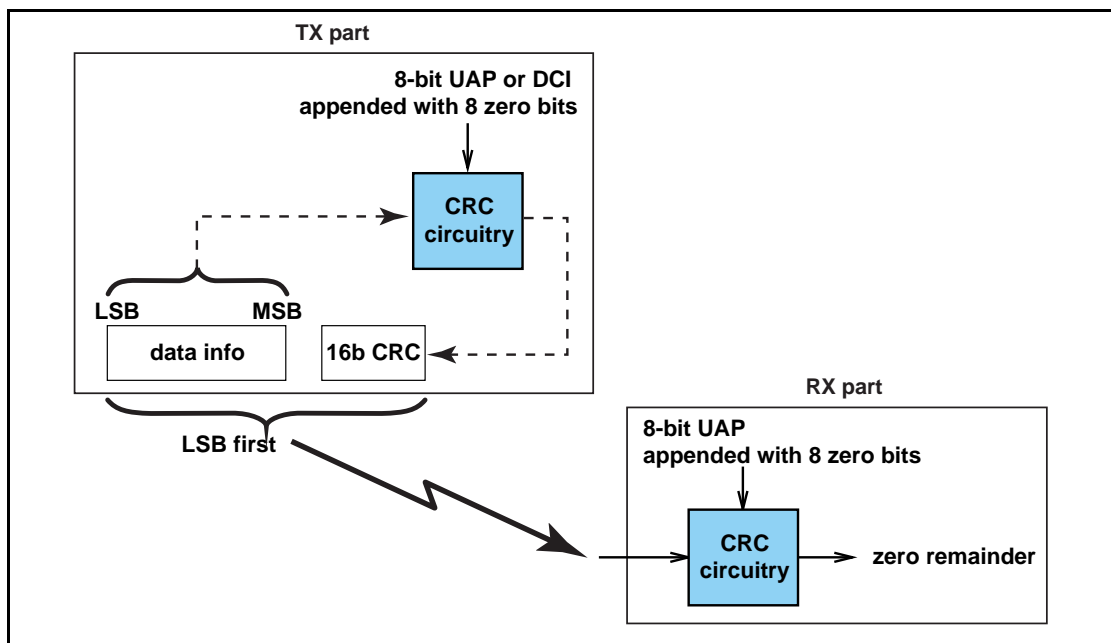 TX part
8-bit UAP or DCI
appended with 8 zero bits
CRC
circuitry
LSB
MSB
data info
16b CRC
LSB first
RX part
8-bit UAP
appended with 8 zero bits
CRC
circuitry
zero remainder